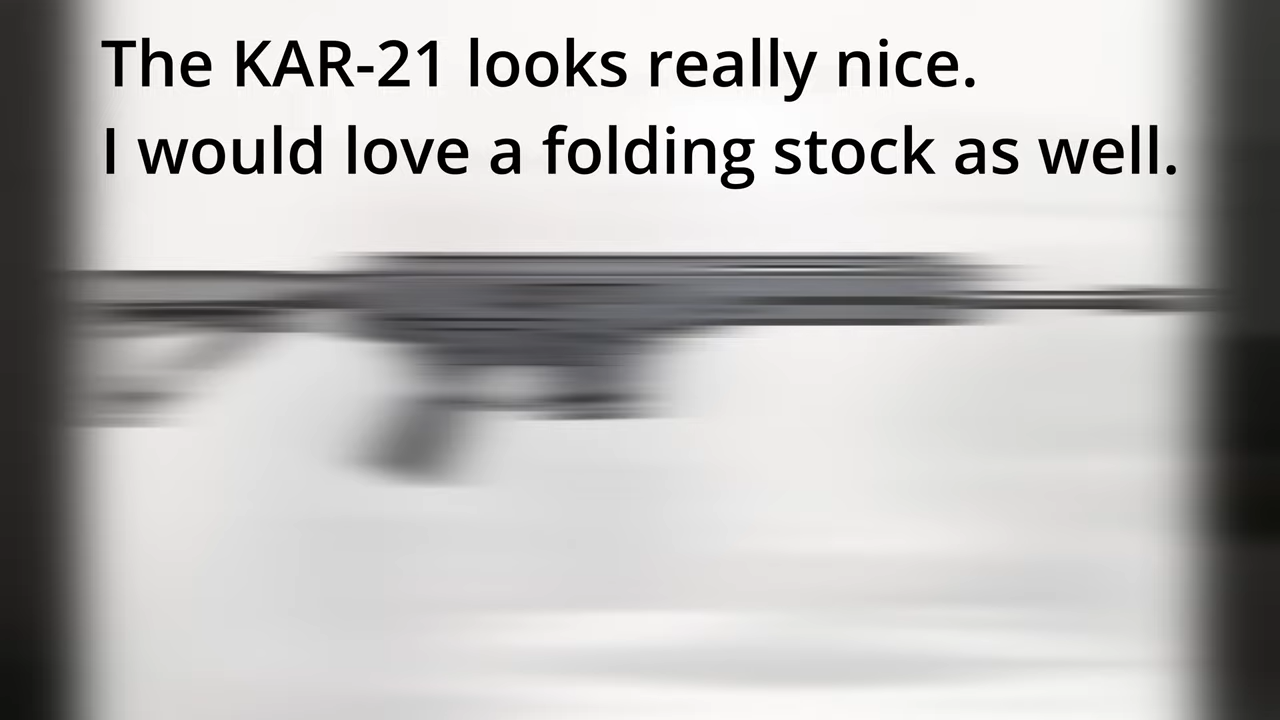 The KAR-21 looks really nice.
I would love a folding stock as well.